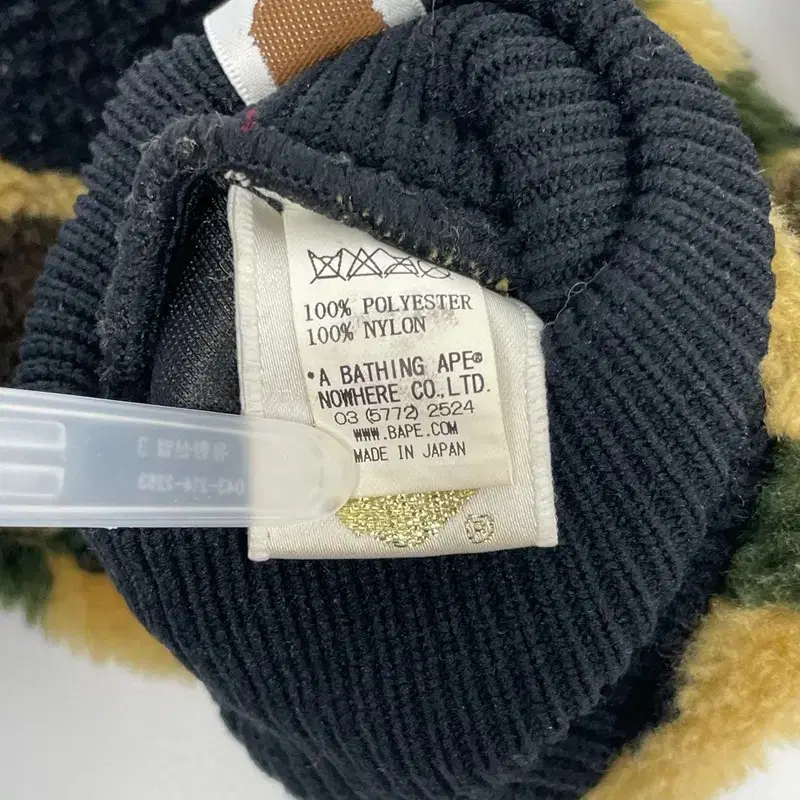 100% POLYESTER
100% NYLON
•A BATHING APE®
NOWHERE CO.,LTD.
03 (5772) 2524
WWW.BAPE.COM
MADE IN JAPAN
R